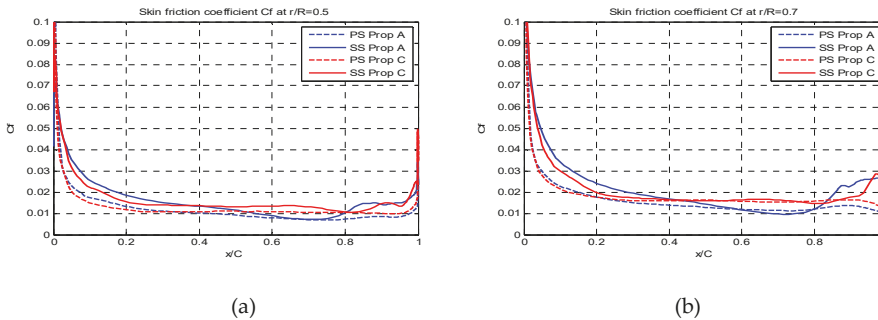 Skin friction coefficient Cf at r/R=0.5
0.1
0.09
0.08
0.07
0.06
0.05
0.04
0.03
0.02
0.01
0
Cf
PS Prop A
SS Prop A
PS Prop C
SS Prop C
0 0.2 0.4 0.6 0.8 1
x/C
(a)
Skin friction coefficient Cf at r/R=0.7
0.1
0.09
0.08
0.07
0.06
0.05
0.04
0.03
0.02
0.01
0
Cf
PS Prop A
SS Prop A
PS Prop C
SS Prop C
0 0.2 0.4 0.6 0.8
x/C
(b)